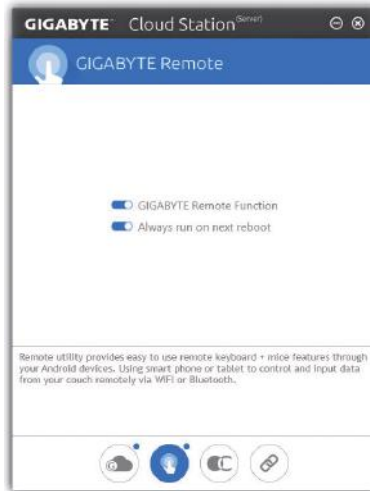 GIGABYTE™ Cloud Station (Server)
GIGABYTE Remote
GIGABYTE Remote Function
Always run on next reboot
Remote utility provides easy to use remote keyboard + mice features through
your Android devices. Using smart phone or tablet to control and input data
from your couch remotely via WIFI or Bluetooth.